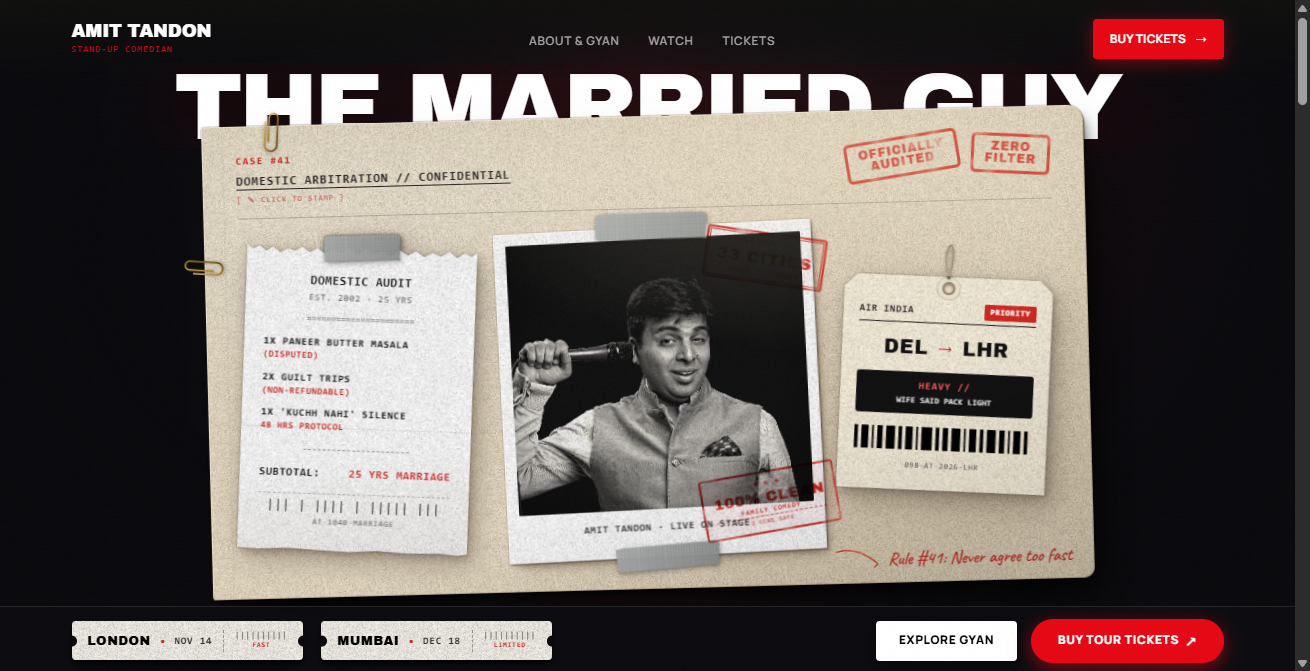 AMIT TANDON
STAND-UP COMEDIAN
ABOUT & GYAN
WATCH
TICKETS
BUY TICKETS →
THE MARRIED GUY
CASE #41
DOMESTIC ARBITRATION // CONFIDENTIAL
[ ✎ CLICK TO STAMP ]
OFFICIALLY
AUDITED
ZERO
FILTER
DOMESTIC AUDIT
EST. 2002 · 25 YRS
======================
1X PANEER BUTTER MASALA
(DISPUTED)
2X GUILT TRIPS
(NON-REFUNDABLE)
1X 'KUCHH NAHI' SILENCE
48 HRS PROTOCOL
----------------------
SUBTOTAL: 25 YRS MARRIAGE
AT-1040-MARRIAGE
33 CITIES
100% CLEAN
FAMILY COMEDY
AMIT TANDON · LIVE ON STAGE
AIR INDIA
PRIORITY
DEL → LHR
HEAVY //
WIFE SAID PACK LIGHT
098-AT-2026-LHR
Rule #41: Never agree too fast
LONDON • NOV 14
FAST
MUMBAI • DEC 18
LIMITED
EXPLORE GYAN
BUY TOUR TICKETS ↗